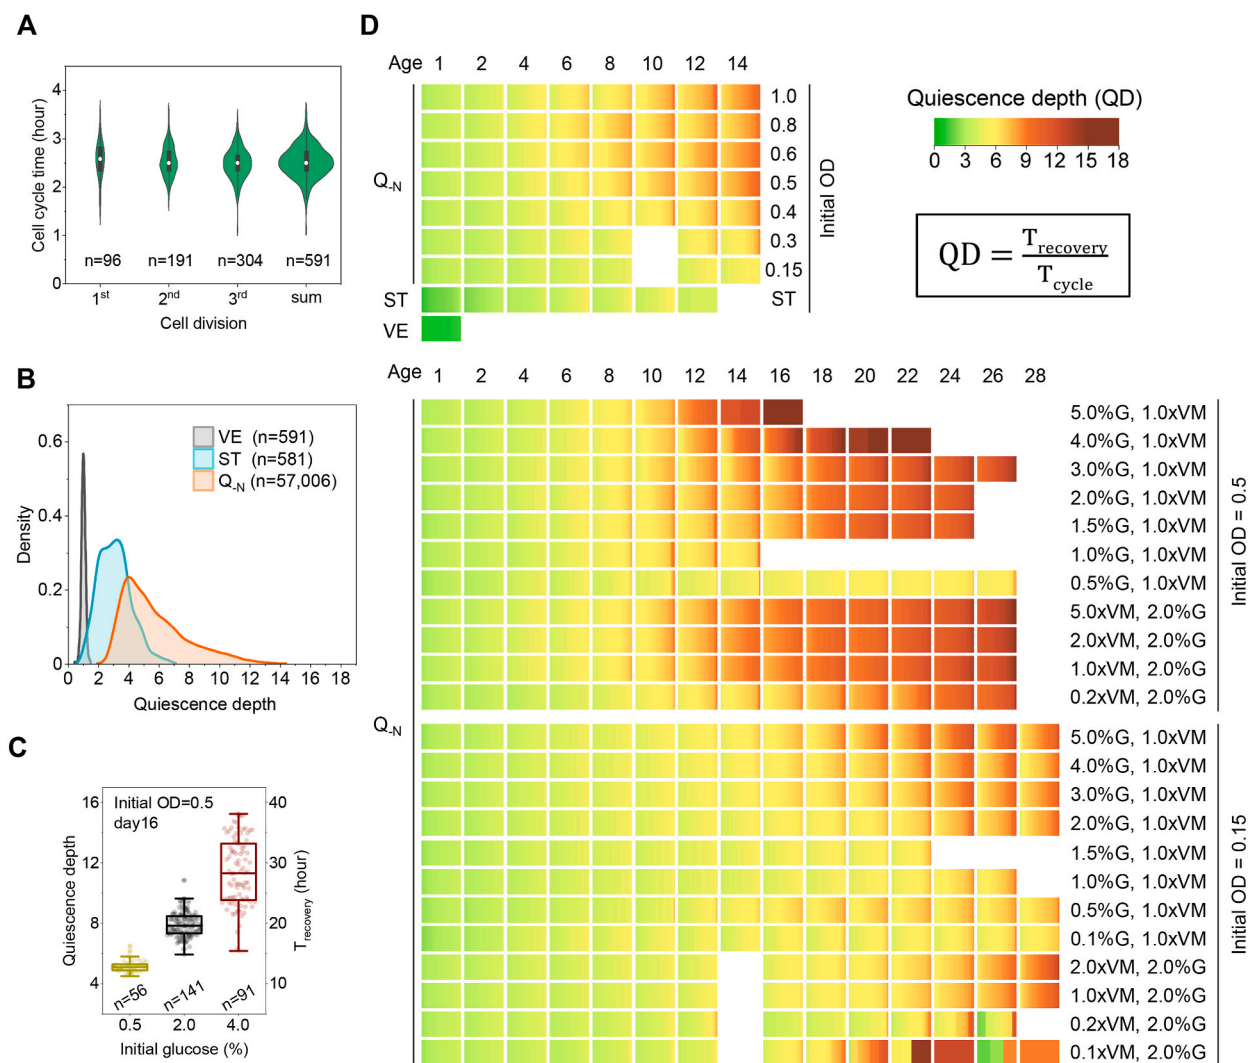 A
Cell cycle time (hour)
4
3
2
1
0
n=96 n=191 n=304 n=591
1st 2nd 3rd sum
Cell division
B
Density
0.6
0.4
0.2
0
VE (n=591)
ST (n=581)
Q-N (n=57,006)
0 2 4 6 8 10 12 14 16 18
Quiescence depth
C
Quiescence depth
16
12
8
4
Initial OD=0.5
day16
40
30
20
10
Trecovery (hour)
n=56 n=141 n=91
0.5 2.0 4.0
Initial glucose (%)
D
Age 1 2 4 6 8 10 12 14
Q-N
1.0
0.8
0.6
0.5
0.4
0.3
0.15
ST ST
VE
Initial OD
Quiescence depth (QD)
0 3 6 9 12 15 18
QD = Trecovery
Tcycle
Age 1 2 4 6 8 10 12 14 16 18 20 22 24 26 28
5.0%G, 1.0xVM
4.0%G, 1.0xVM
3.0%G, 1.0xVM
2.0%G, 1.0xVM
1.5%G, 1.0xVM
1.0%G, 1.0xVM
0.5%G, 1.0xVM
5.0xVM, 2.0%G
2.0xVM, 2.0%G
1.0xVM, 2.0%G
0.2xVM, 2.0%G
Initial OD = 0.5
Q-N
5.0%G, 1.0xVM
4.0%G, 1.0xVM
3.0%G, 1.0xVM
2.0%G, 1.0xVM
1.5%G, 1.0xVM
1.0%G, 1.0xVM
0.5%G, 1.0xVM
0.1%G, 1.0xVM
2.0xVM, 2.0%G
1.0xVM, 2.0%G
0.2xVM, 2.0%G
0.1xVM, 2.0%G
Initial OD = 0.15